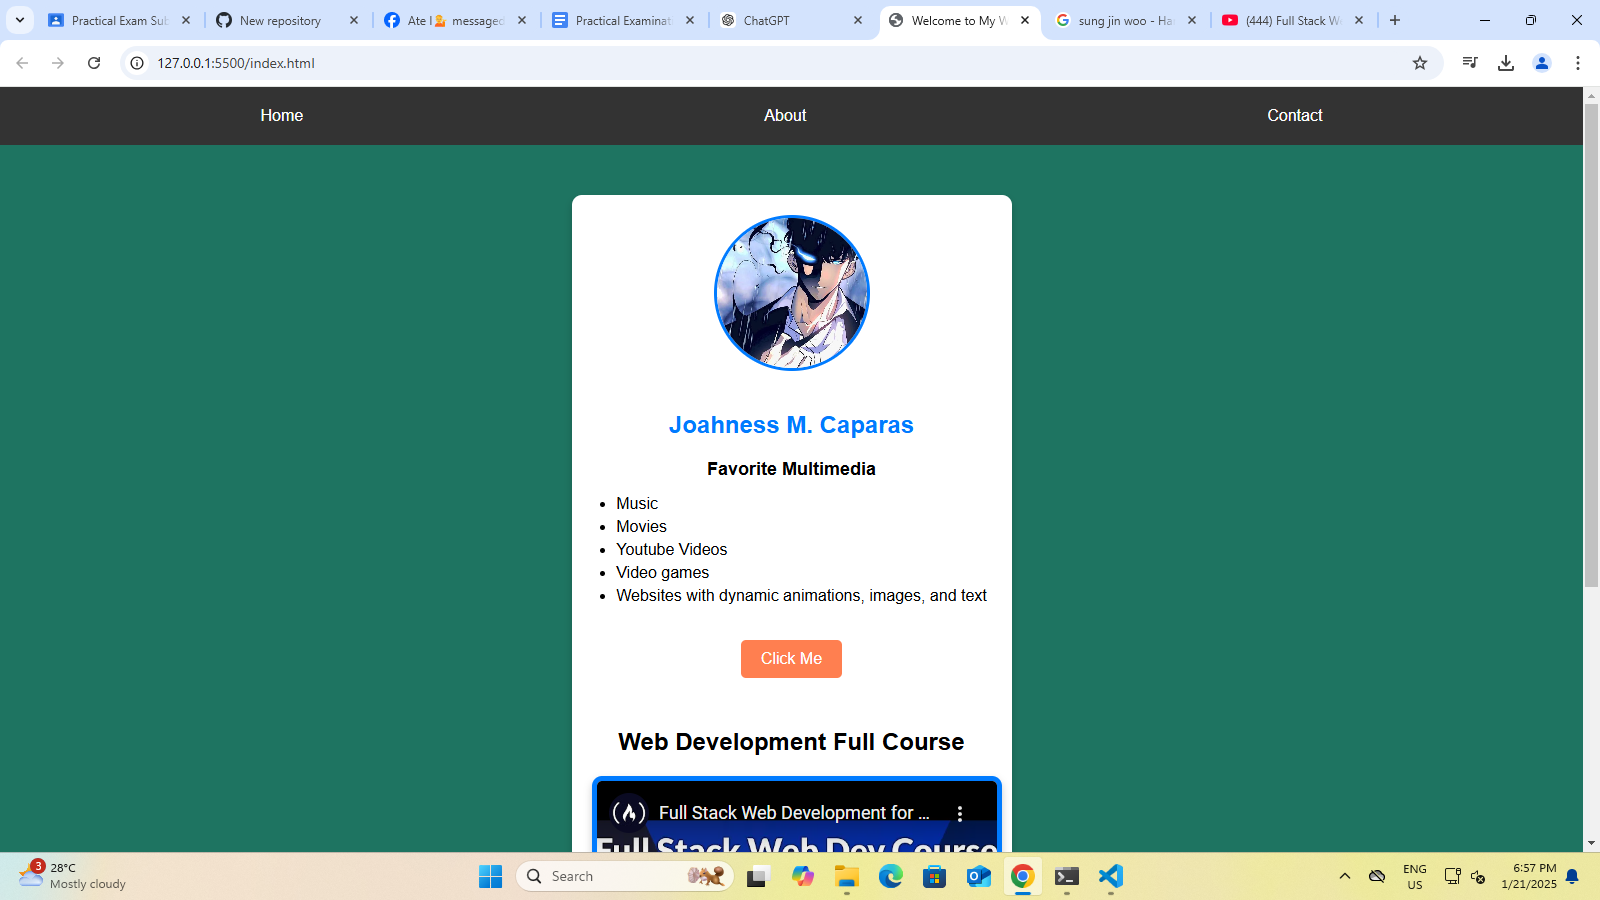 Practical Exam Sub
New repository
Ate I💁 messaged
Practical Examinati
ChatGPT
Welcome to My W
sung jin woo - Ha
(444) Full Stack W
127.0.0.1:5500/index.html
Home
About
Contact
Joahness M. Caparas
Favorite Multimedia
• Music
• Movies
• Youtube Videos
• Video games
• Websites with dynamic animations, images, and text
Click Me
Web Development Full Course
Full Stack Web Development for ...
Full Stack Web Dev Course
3
28°C
Mostly cloudy
Search
ENG
US
6:57 PM
1/21/2025